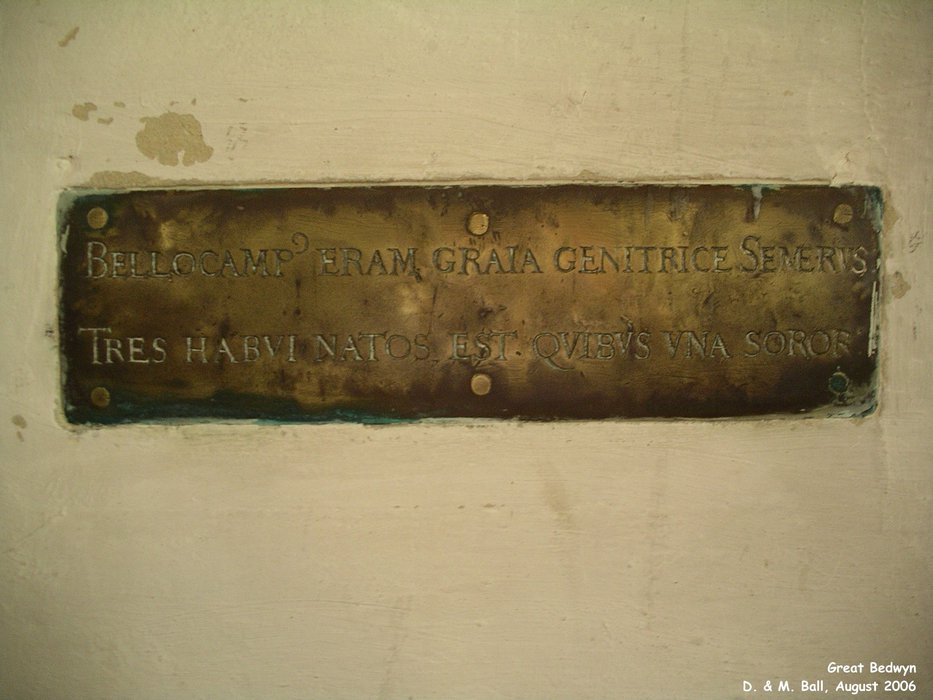 BELLOCAMPꝰ ERAM GRAIA GENITRICE SEMERVS
TRES HABVI NATOS EST QVIBVS VNA SOROR
Great Bedwyn
D. & M. Ball, August 2006